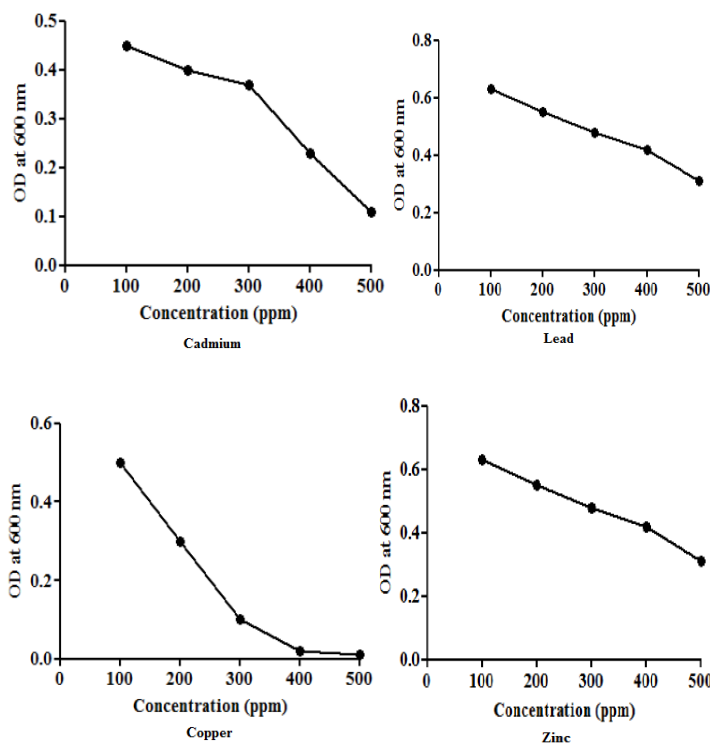 OD at 600 nm
0.5
0.4
0.3
0.2
0.1
0.0
0 100 200 300 400 500
Concentration (ppm)
Cadmium
OD at 600 nm
0.8
0.6
0.4
0.2
0.0
0 100 200 300 400 500
Concentration (ppm)
Lead
OD at 600 nm
0.6
0.4
0.2
0.0
0 100 200 300 400 500
Concentration (ppm)
Copper
OD at 600 nm
0.8
0.6
0.4
0.2
0.0
0 100 200 300 400 500
Concentration (ppm)
Zinc